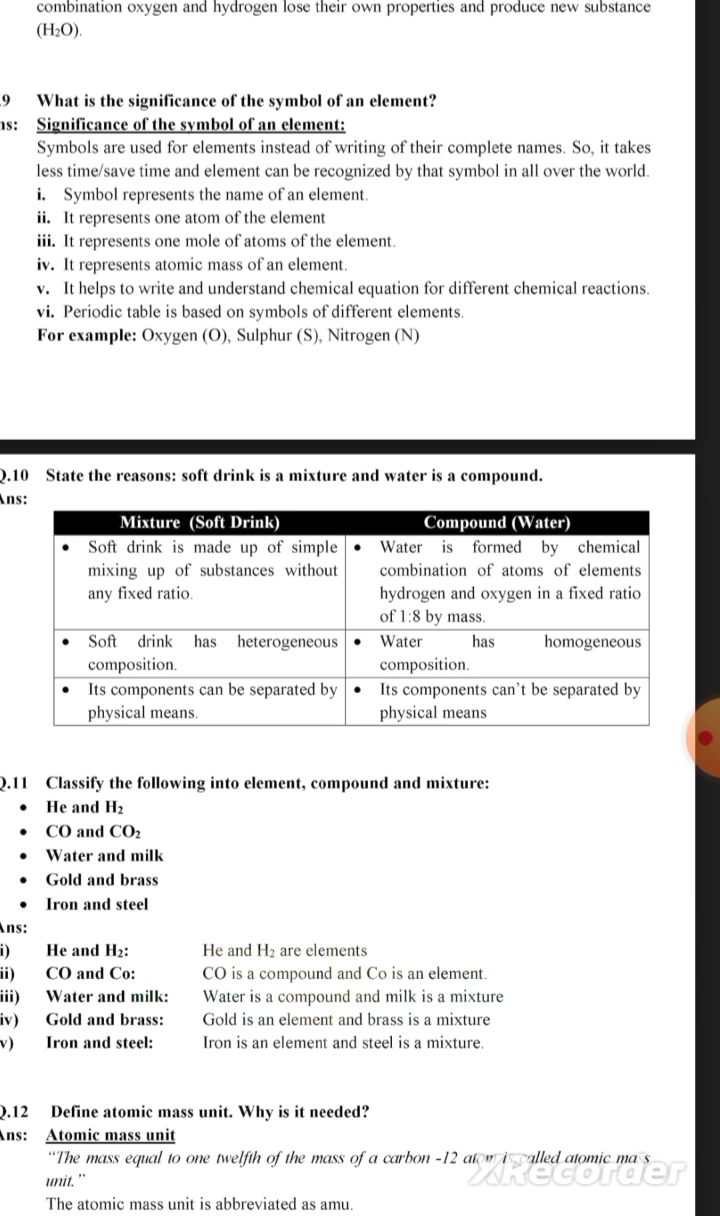 combination oxygen and hydrogen lose their own properties and produce new substance
(H₂O).
.9 What is the significance of the symbol of an element?
ns: Significance of the symbol of an element:
Symbols are used for elements instead of writing of their complete names. So, it takes
less time/save time and element can be recognized by that symbol in all over the world.
i. Symbol represents the name of an element.
ii. It represents one atom of the element
iii. It represents one mole of atoms of the element.
iv. It represents atomic mass of an element.
v. It helps to write and understand chemical equation for different chemical reactions.
vi. Periodic table is based on symbols of different elements.
For example: Oxygen (O), Sulphur (S), Nitrogen (N)
Q.10 State the reasons: soft drink is a mixture and water is a compound.
Ans:
Mixture (Soft Drink)
Compound (Water)
• Soft drink is made up of simple
mixing up of substances without
any fixed ratio.
• Water is formed by chemical
combination of atoms of elements
hydrogen and oxygen in a fixed ratio
of 1:8 by mass.
• Soft drink has heterogeneous
composition.
• Water has homogeneous
composition.
• Its components can be separated by
physical means.
• Its components can't be separated by
physical means
Q.11 Classify the following into element, compound and mixture:
• He and H₂
• CO and CO₂
• Water and milk
• Gold and brass
• Iron and steel
Ans:
i) He and H₂: He and H₂ are elements
ii) CO and Co: CO is a compound and Co is an element.
iii) Water and milk: Water is a compound and milk is a mixture
iv) Gold and brass: Gold is an element and brass is a mixture
v) Iron and steel: Iron is an element and steel is a mixture.
Q.12 Define atomic mass unit. Why is it needed?
Ans: Atomic mass unit
"The mass equal to one twelfth of the mass of a carbon -12 atom is called atomic mass
unit."
XRecorder
The atomic mass unit is abbreviated as amu.